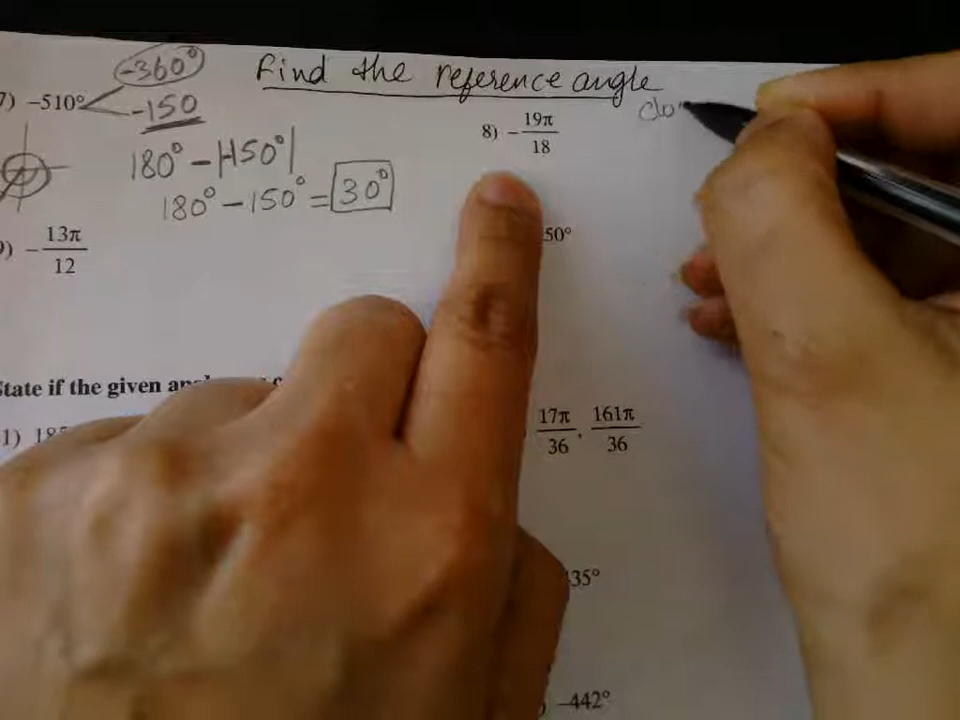 Find the reference angle
-360°
7) -510°
-150
180° - |-150°|
180° - 150° = 30°
8) - 19π/18
9) - 13π/12
50°
State if the given
17π/36, 161π/36
35°
-442°